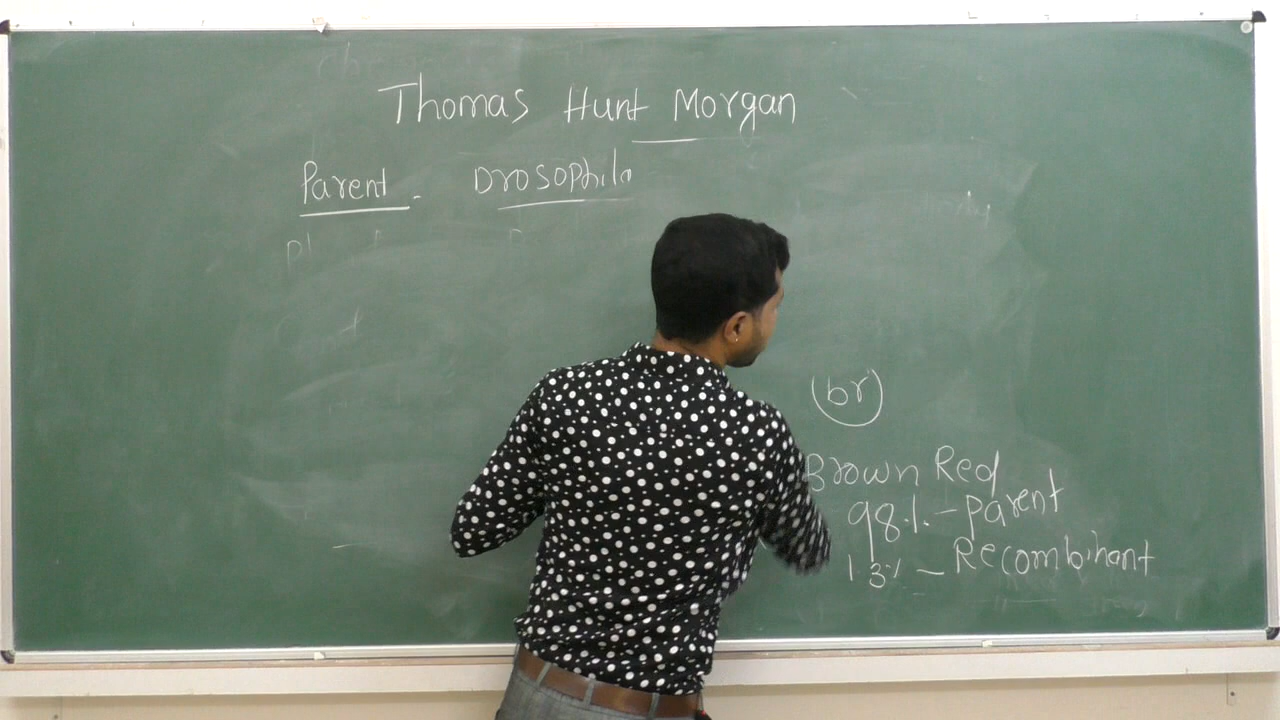 Thomas Hunt Morgan
Parent - Drosophila
(br)
Brown Red
98% - Parent
1 3% - Recombinant